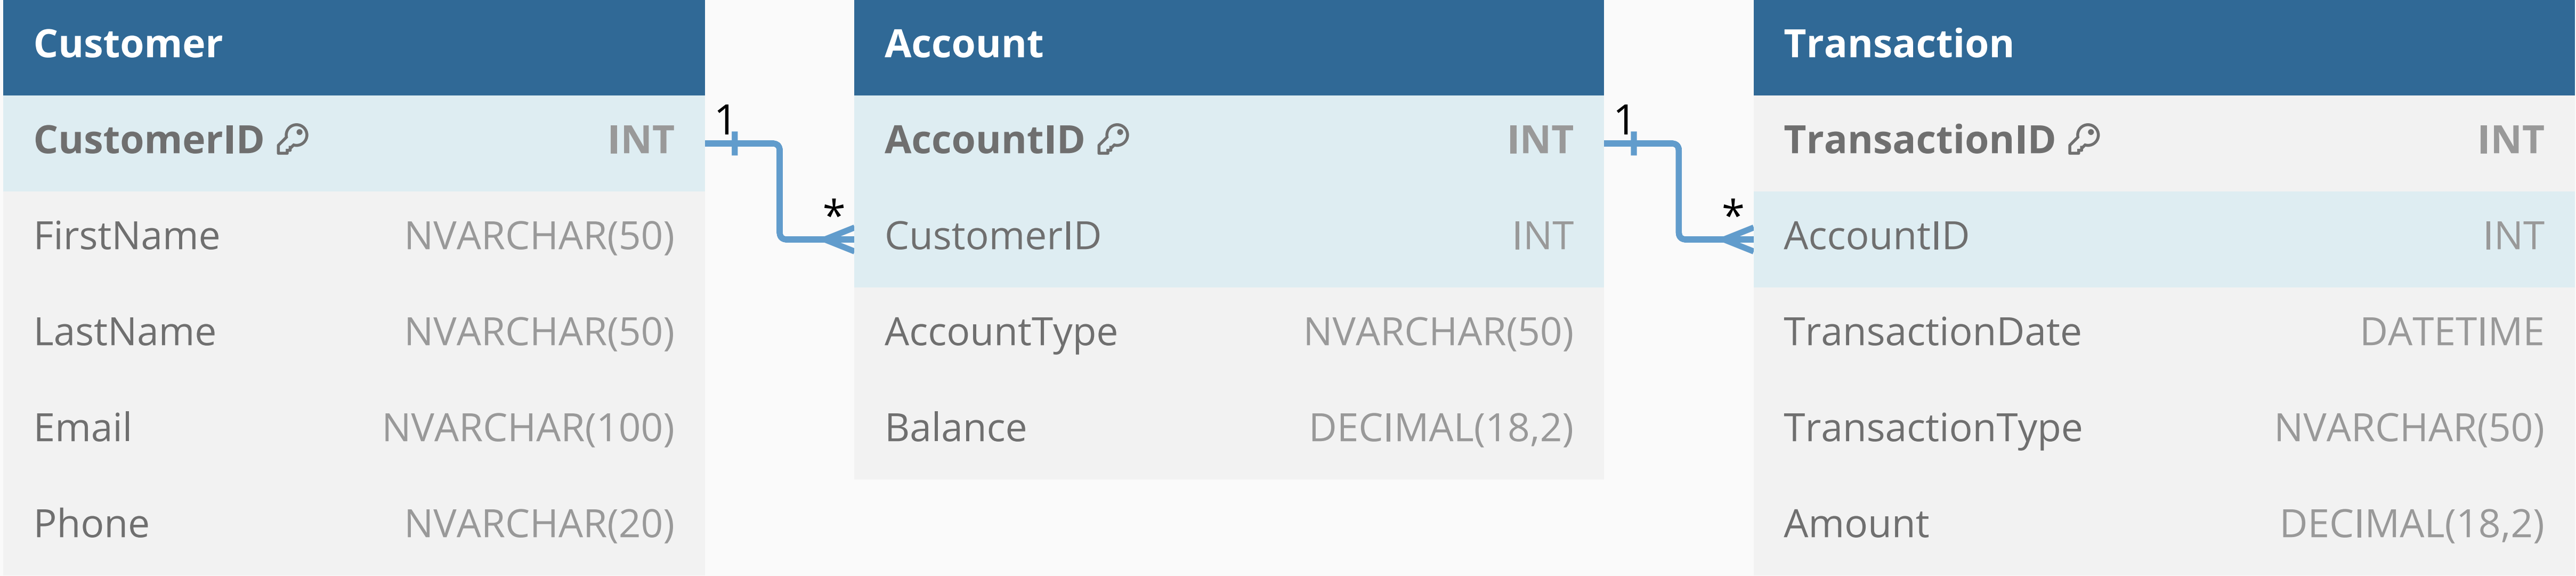 Customer
CustomerID INT
FirstName NVARCHAR(50)
LastName NVARCHAR(50)
Email NVARCHAR(100)
Phone NVARCHAR(20)
1
*
Account
AccountID INT
CustomerID INT
AccountType NVARCHAR(50)
Balance DECIMAL(18,2)
1
*
Transaction
TransactionID INT
AccountID INT
TransactionDate DATETIME
TransactionType NVARCHAR(50)
Amount DECIMAL(18,2)